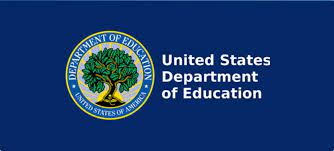 DEPARTMENT OF EDUCATION
UNITED STATES OF AMERICA
United States
Department
of Education